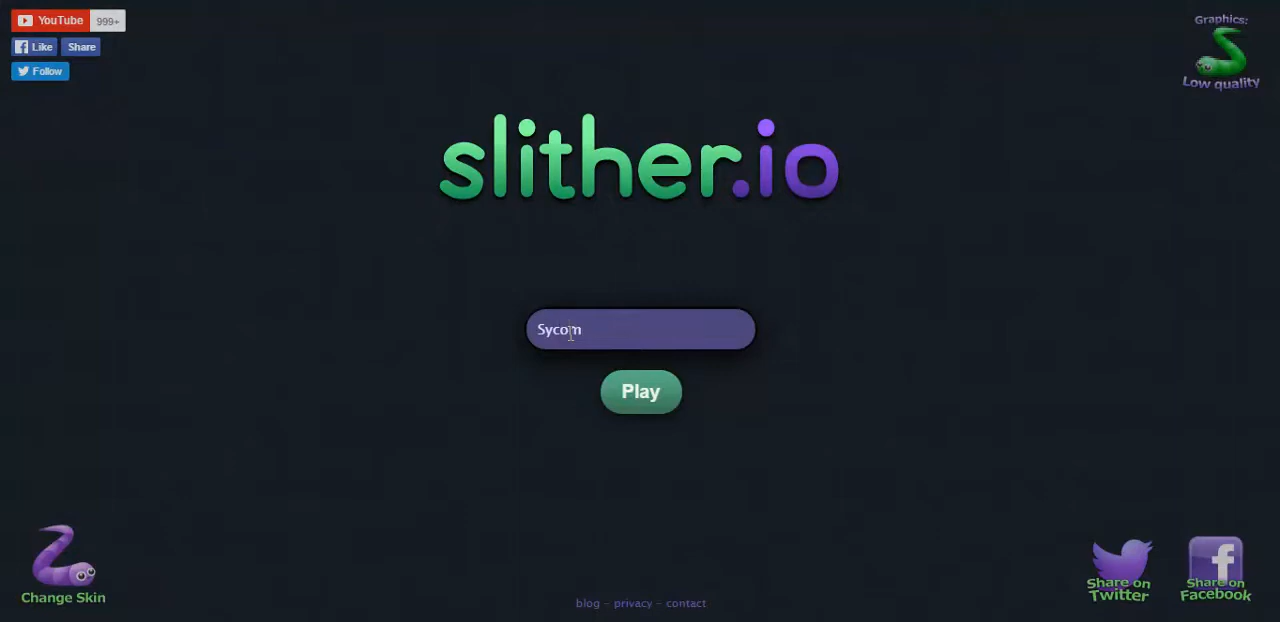 YouTube 999+
Like Share
Follow
Graphics:
Low quality
slither.io
Sycom
Play
Change Skin
Share on
Twitter
Share on
Facebook
blog - privacy - contact